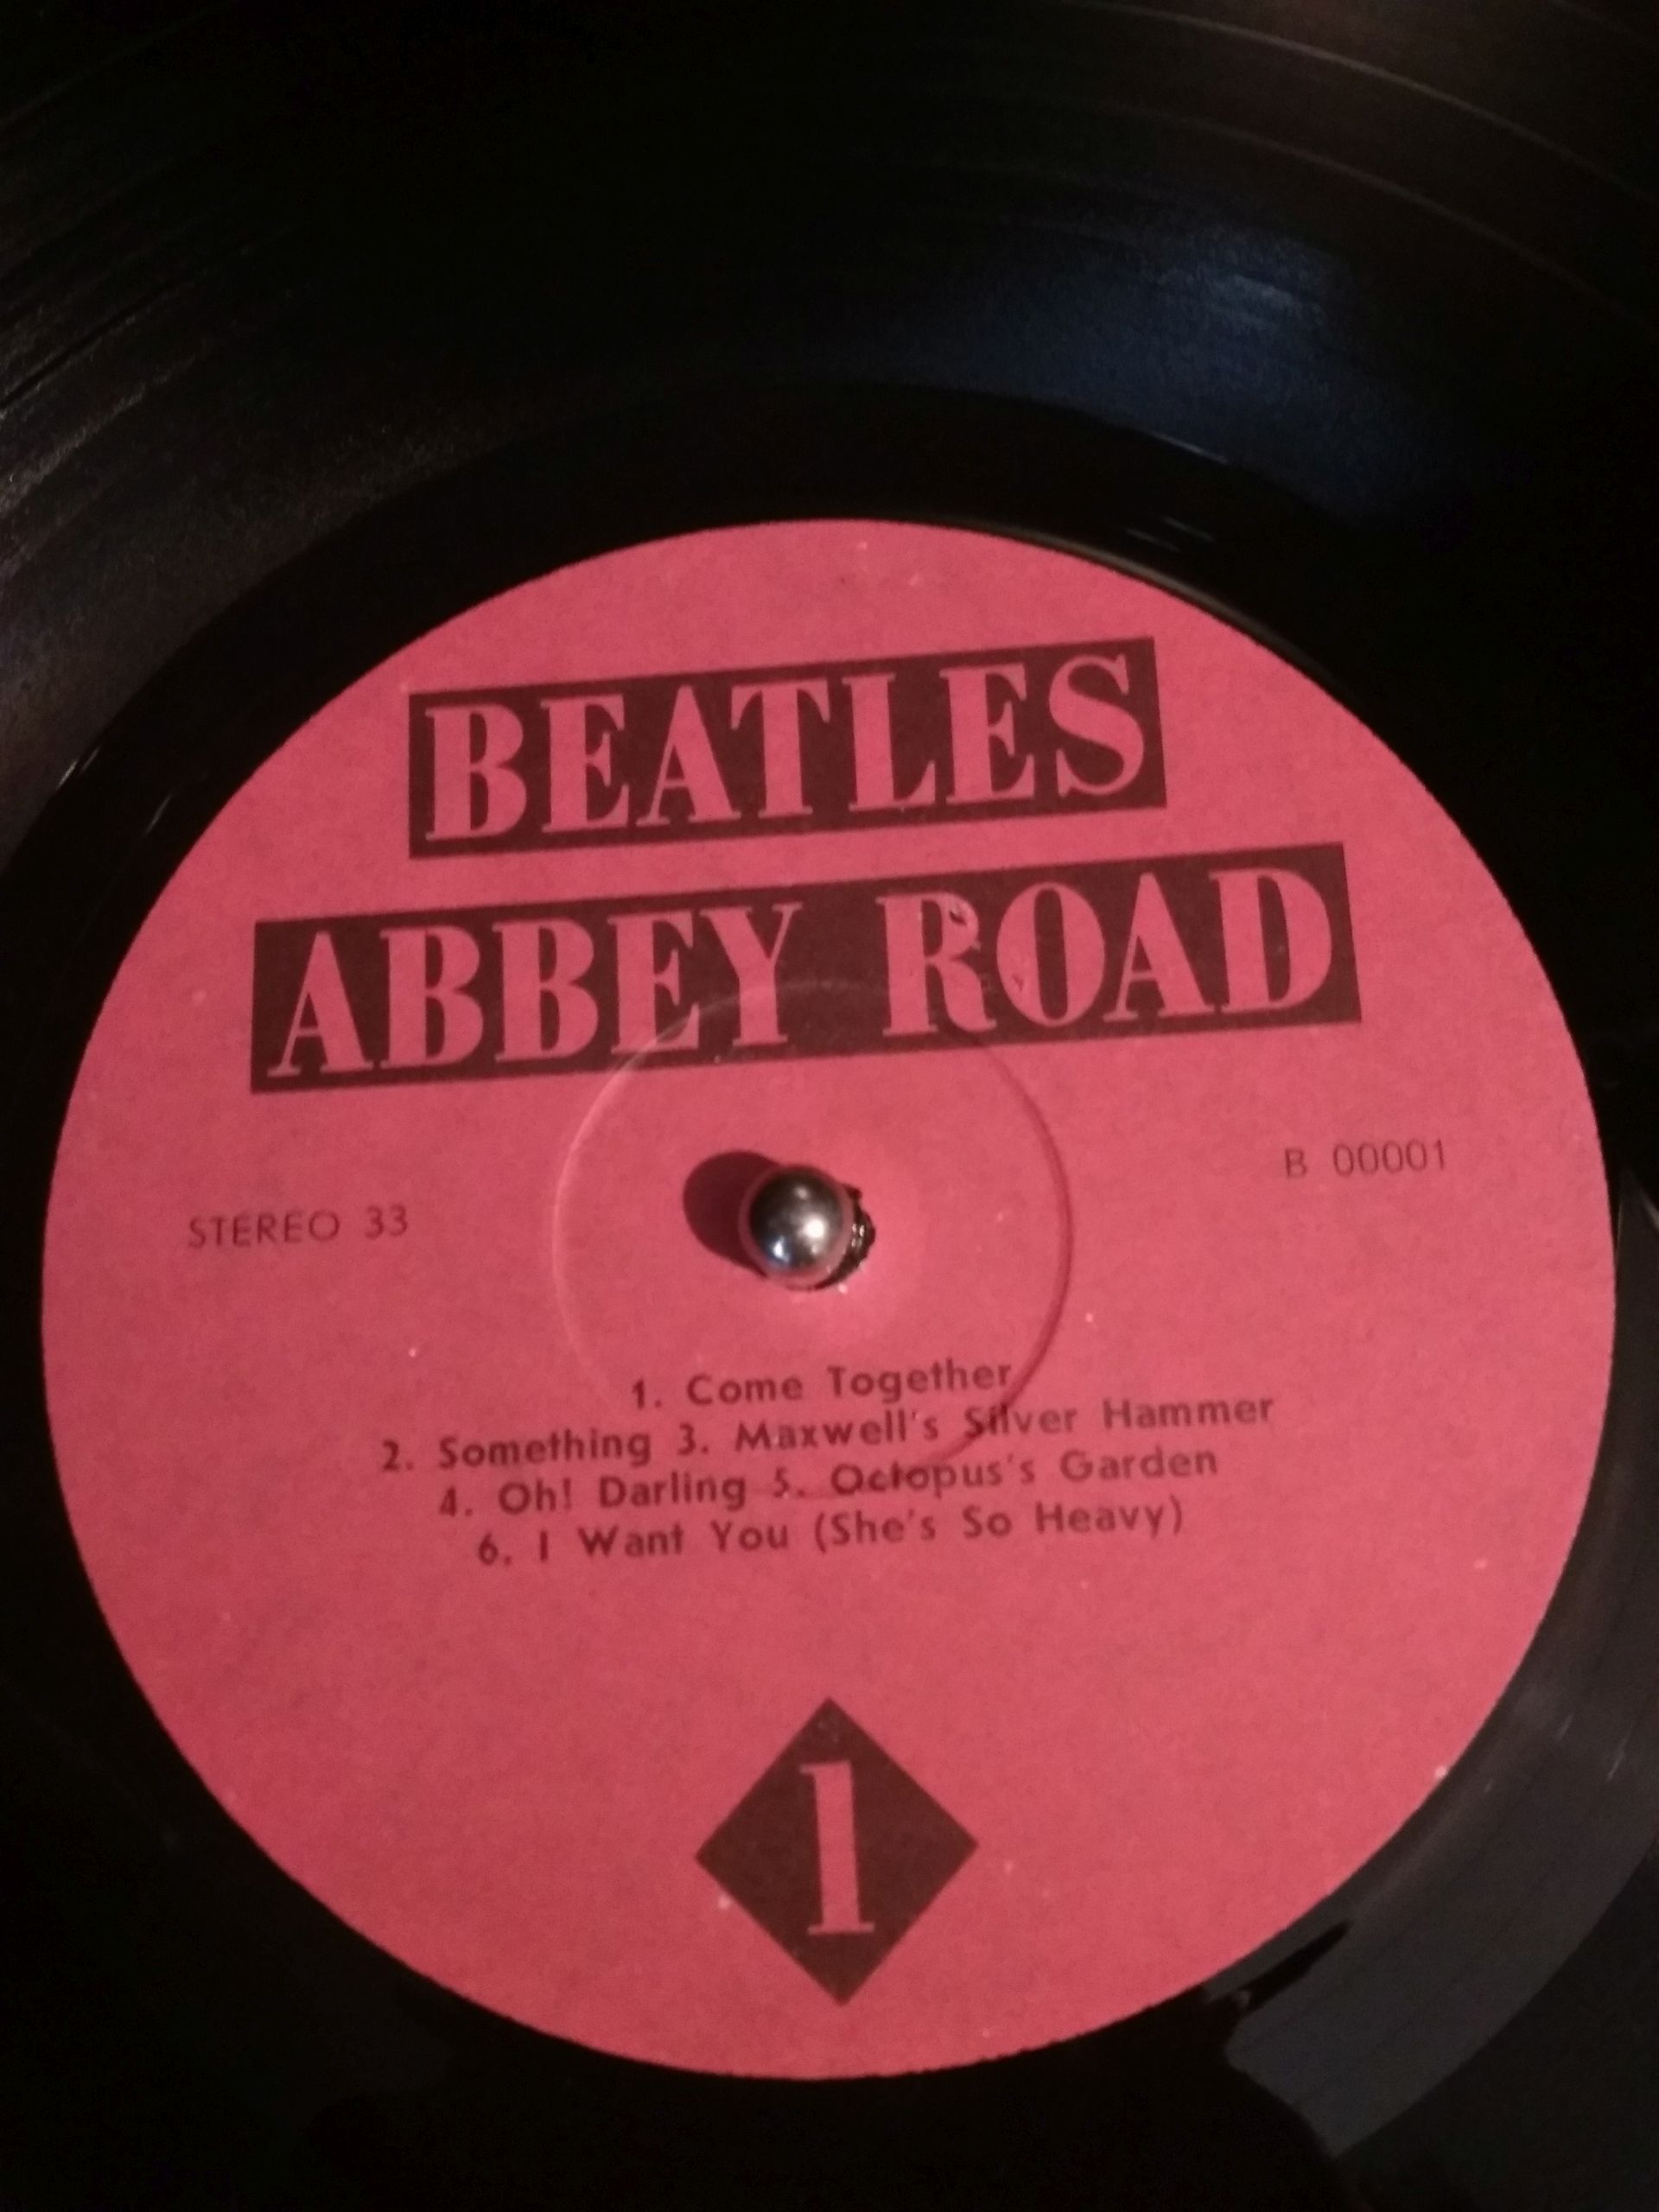 BEATLES
ABBEY ROAD
B 00001
STEREO 33
1. Come Together
2. Something 3. Maxwell's Silver Hammer
4. Oh! Darling 5. Octopus's Garden
6. I Want You (She's So Heavy)
1